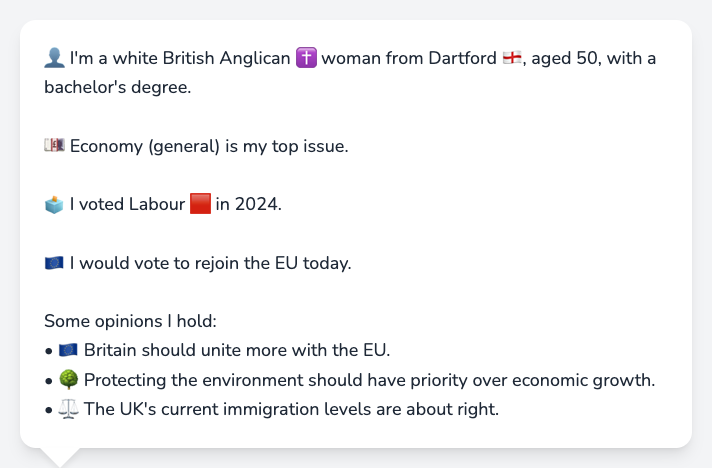 👤 I'm a white British Anglican ✝️ woman from Dartford 🏴󠁧󠁢󠁥󠁮󠁧󠁿, aged 50, with a
bachelor's degree.
💷 Economy (general) is my top issue.
🗳️ I voted Labour 🟥 in 2024.
🇪🇺 I would vote to rejoin the EU today.
Some opinions I hold:
• 🇪🇺 Britain should unite more with the EU.
• 🌳 Protecting the environment should have priority over economic growth.
• ⚖️ The UK's current immigration levels are about right.